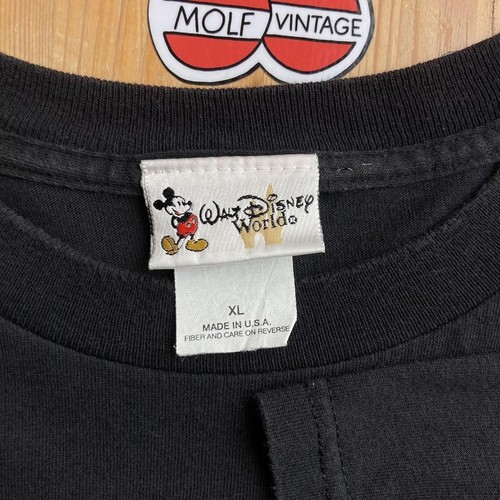 MOLF VINTAGE
WALT DISNEY
World®
XL
MADE IN U.S.A.
FIBER AND CARE ON REVERSE